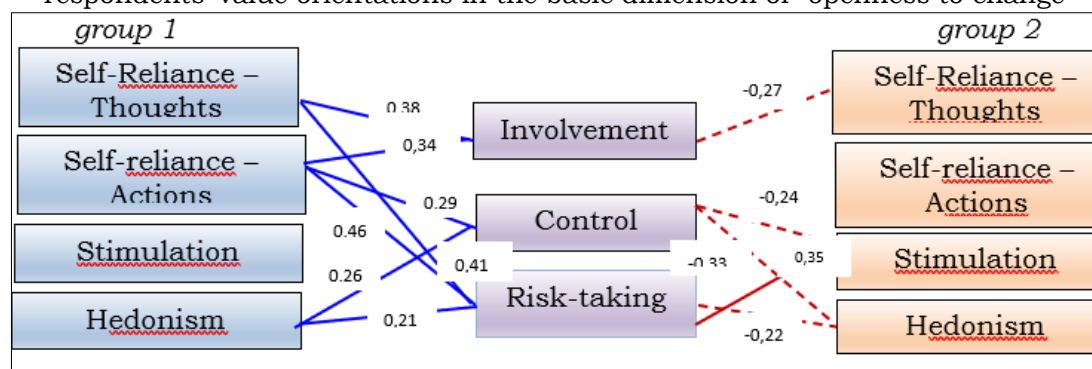 respondents' value orientations in the basic dimension of "openness to change"
group 1
group 2
Self-Reliance –
Thoughts
Self-reliance –
Actions
Stimulation
Hedonism
0.38
0,34
0.29
0.46
0.26
0,41
0,21
Involvement
Control
Risk-taking
-0,27
-0,24
-0.33
0,35
-0,22
Self-Reliance –
Thoughts
Self-reliance –
Actions
Stimulation
Hedonism